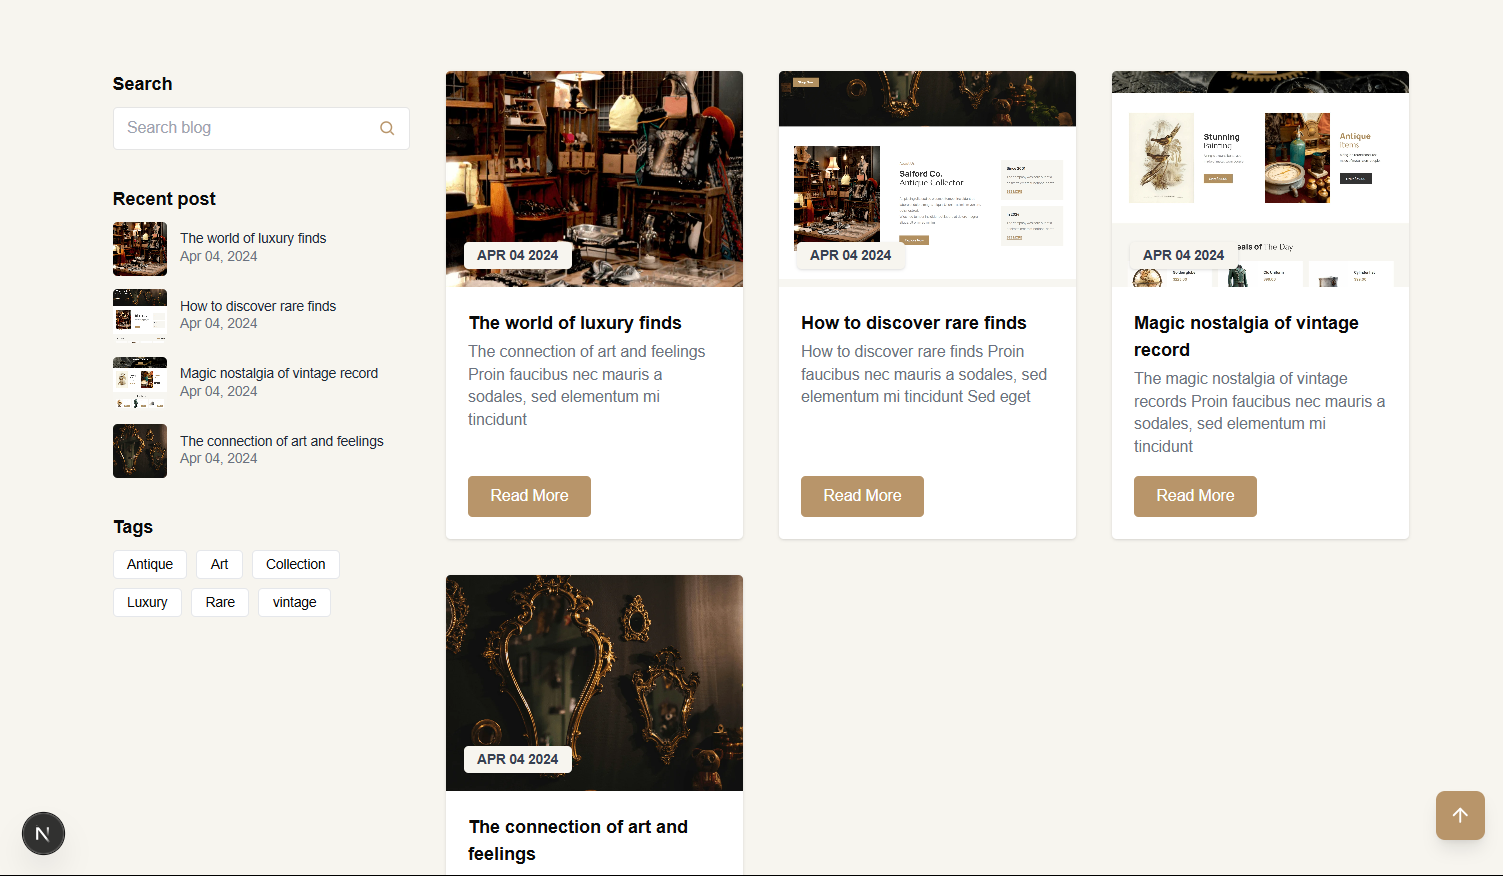 Search
Search blog
Recent post
The world of luxury finds
Apr 04, 2024
How to discover rare finds
Apr 04, 2024
Magic nostalgia of vintage record
Apr 04, 2024
The connection of art and feelings
Apr 04, 2024
Tags
Antique Art Collection
Luxury Rare vintage
APR 04 2024
The world of luxury finds
The connection of art and feelings
Proin faucibus nec mauris a
sodales, sed elementum mi
tincidunt
Read More
Salford Co.
Antique Collector
Since 2001
APR 04 2024
How to discover rare finds
How to discover rare finds Proin
faucibus nec mauris a sodales, sed
elementum mi tincidunt Sed eget
Read More
Stunning
Painting
Antique
Items
eals of The Day
APR 04 2024
Magic nostalgia of vintage
record
The magic nostalgia of vintage
records Proin faucibus nec mauris a
sodales, sed elementum mi
tincidunt
Read More
APR 04 2024
The connection of art and
feelings
N